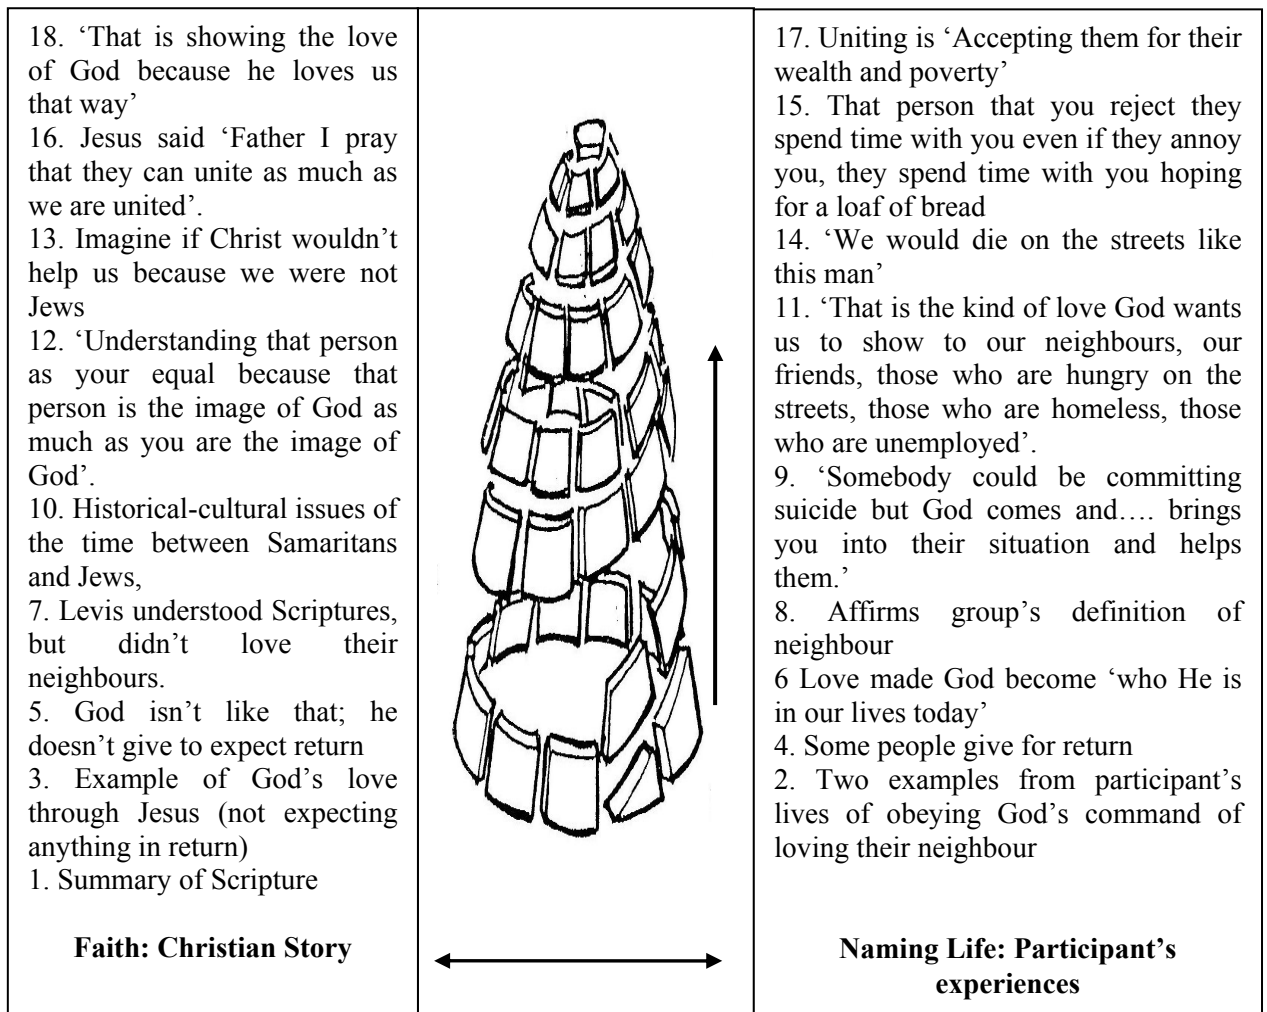 18. ‘That is showing the love
of God because he loves us
that way’
16. Jesus said ‘Father I pray
that they can unite as much as
we are united’.
13. Imagine if Christ wouldn’t
help us because we were not
Jews
12. ‘Understanding that person
as your equal because that
person is the image of God as
much as you are the image of
God’.
10. Historical-cultural issues of
the time between Samaritans
and Jews,
7. Levis understood Scriptures,
but didn’t love their
neighbours.
5. God isn’t like that; he
doesn’t give to expect return
3. Example of God’s love
through Jesus (not expecting
anything in return)
1. Summary of Scripture
Faith: Christian Story
17. Uniting is ‘Accepting them for their
wealth and poverty’
15. That person that you reject they
spend time with you even if they annoy
you, they spend time with you hoping
for a loaf of bread
14. ‘We would die on the streets like
this man’
11. ‘That is the kind of love God wants
us to show to our neighbours, our
friends, those who are hungry on the
streets, those who are homeless, those
who are unemployed’.
9. ‘Somebody could be committing
suicide but God comes and…. brings
you into their situation and helps
them.’
8. Affirms group’s definition of
neighbour
6 Love made God become ‘who He is
in our lives today’
4. Some people give for return
2. Two examples from participant’s
lives of obeying God’s command of
loving their neighbour
Naming Life: Participant’s
experiences